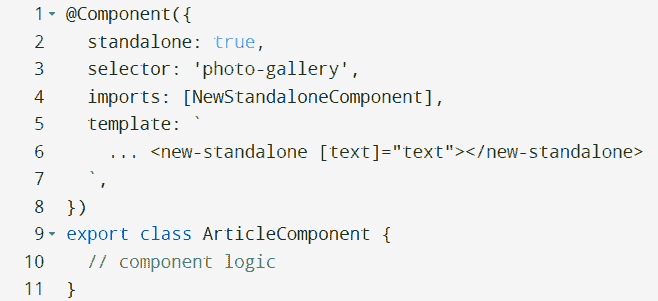 1 @Component({
2 standalone: true,
3 selector: 'photo-gallery',
4 imports: [NewStandaloneComponent],
5 template: `
6 ... <new-standalone [text]="text"></new-standalone>
7 `,
8 })
9 export class ArticleComponent {
10 // component logic
11 }